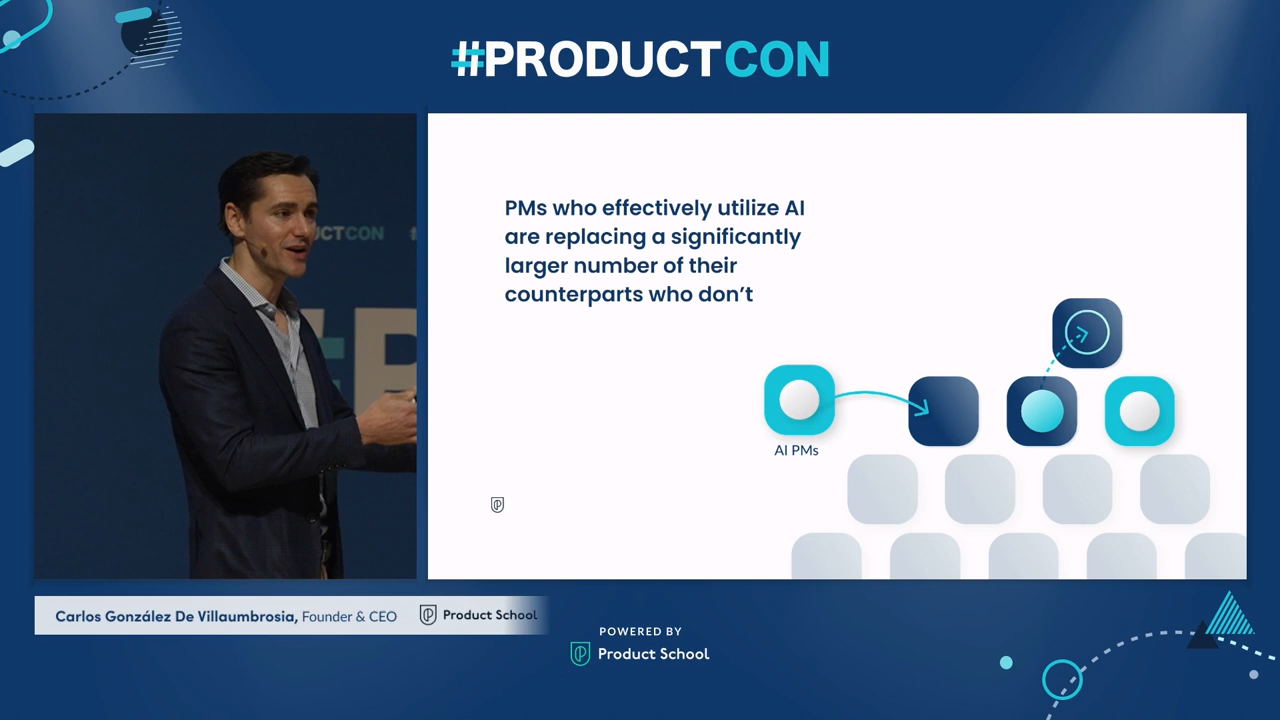 #PRODUCTCON
UCTCON
#
#P
PMs who effectively utilize AI
are replacing a significantly
larger number of their
counterparts who don’t
AI PMs
Carlos González De Villaumbrosia, Founder & CEO
Product School
POWERED BY
Product School